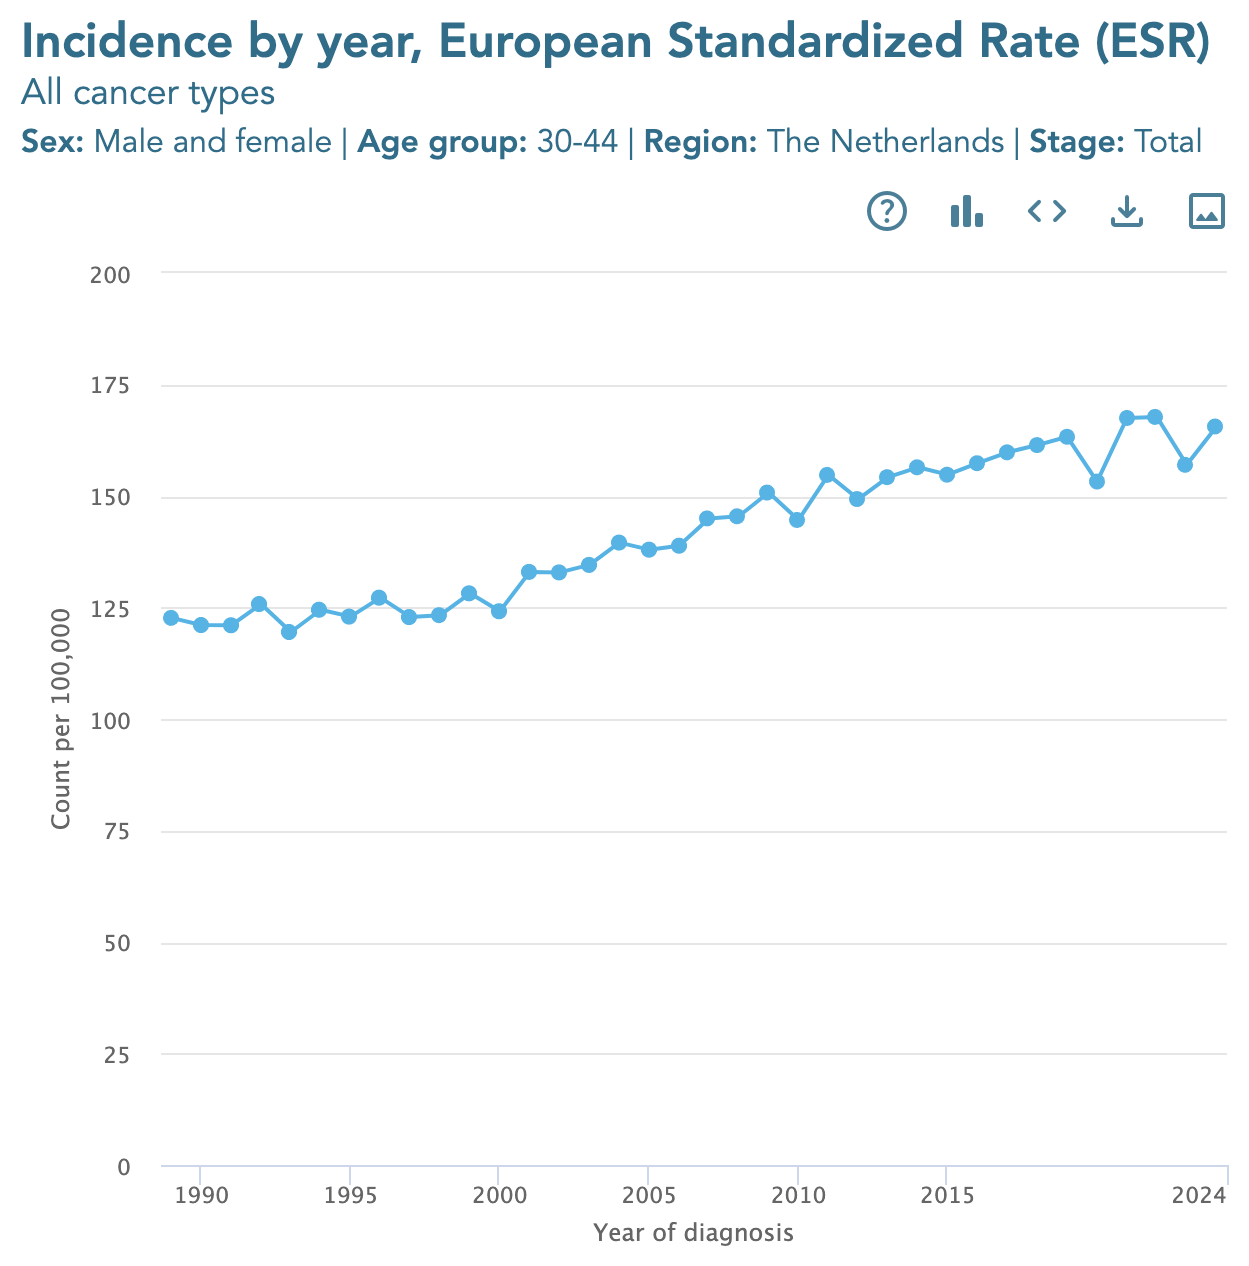 Incidence by year, European Standardized Rate (ESR)
All cancer types
Sex: Male and female | Age group: 30-44 | Region: The Netherlands | Stage: Total
200
175
150
125
100
75
50
25
0
Count per 100,000
1990 1995 2000 2005 2010 2015 2024
Year of diagnosis